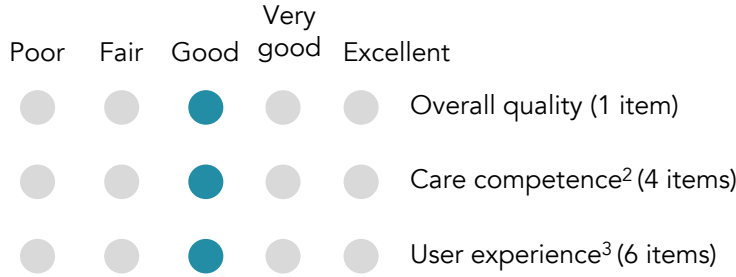 Poor Fair Good Very good Excellent
Overall quality (1 item)
Care competence² (4 items)
User experience³ (6 items)